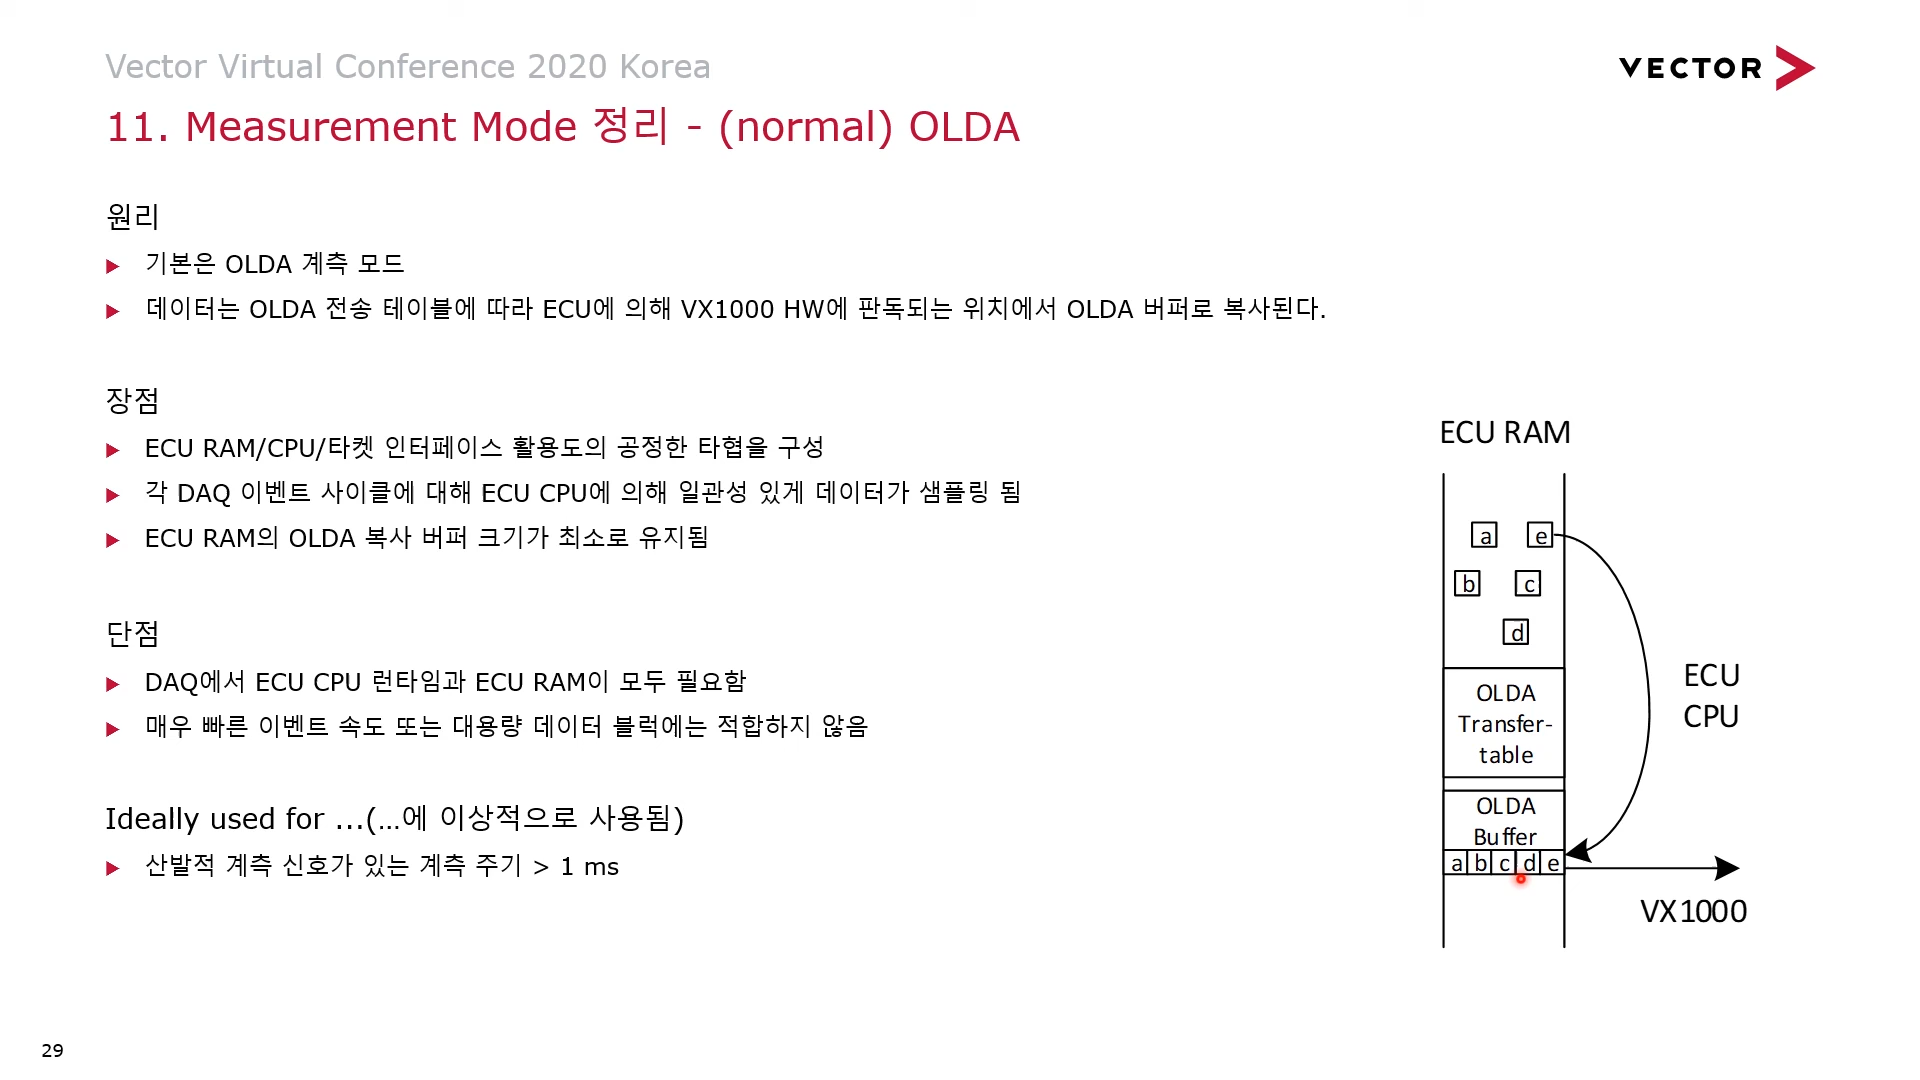 Vector Virtual Conference 2020 Korea
VECTOR
11. Measurement Mode 정리 - (normal) OLDA
원리
기본은 OLDA 계측 모드
데이터는 OLDA 전송 테이블에 따라 ECU에 의해 VX1000 HW에 판독되는 위치에서 OLDA 버퍼로 복사된다.
장점
ECU RAM/CPU/타켓 인터페이스 활용도의 공정한 타협을 구성
각 DAQ 이벤트 사이클에 대해 ECU CPU에 의해 일관성 있게 데이터가 샘플링 됨
ECU RAM의 OLDA 복사 버퍼 크기가 최소로 유지됨
단점
DAQ에서 ECU CPU 런타임과 ECU RAM이 모두 필요함
매우 빠른 이벤트 속도 또는 대용량 데이터 블럭에는 적합하지 않음
Ideally used for ...(...에 이상적으로 사용됨)
산발적 계측 신호가 있는 계측 주기 > 1 ms
ECU RAM
a e
b c
d
OLDA
Transfer-
table
OLDA
Buffer
a b c d e
ECU
CPU
VX1000
29